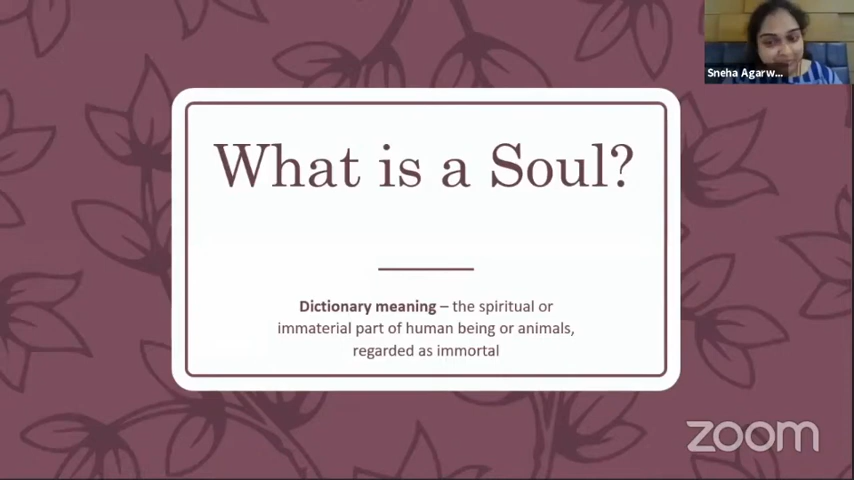 Sneha Agarw...
What is a Soul?
Dictionary meaning – the spiritual or
immaterial part of human being or animals,
regarded as immortal
zoom